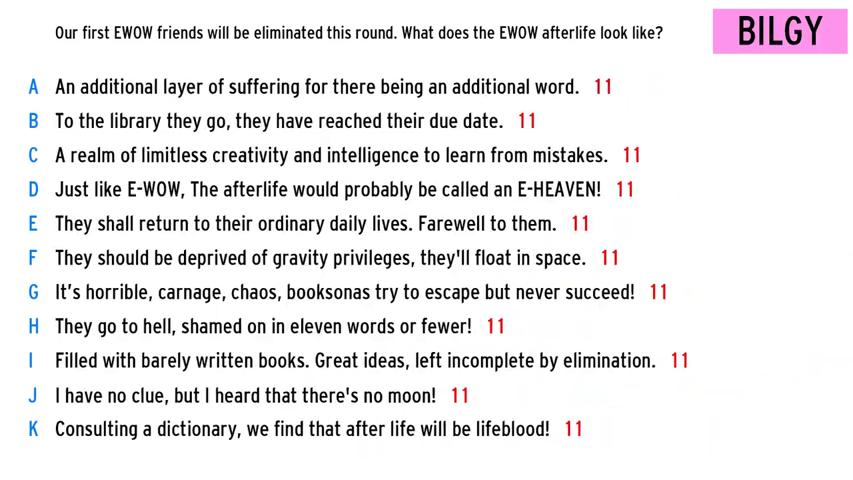 Our first EWOW friends will be eliminated this round. What does the EWOW afterlife look like?
BILGY
A An additional layer of suffering for there being an additional word. 11
B To the library they go, they have reached their due date. 11
C A realm of limitless creativity and intelligence to learn from mistakes. 11
D Just like E-WOW, The afterlife would probably be called an E-HEAVEN! 11
E They shall return to their ordinary daily lives. Farewell to them. 11
F They should be deprived of gravity privileges, they'll float in space. 11
G It’s horrible, carnage, chaos, booksonas try to escape but never succeed! 11
H They go to hell, shamed on in eleven words or fewer! 11
I Filled with barely written books. Great ideas, left incomplete by elimination. 11
J I have no clue, but I heard that there's no moon! 11
K Consulting a dictionary, we find that after life will be lifeblood! 11